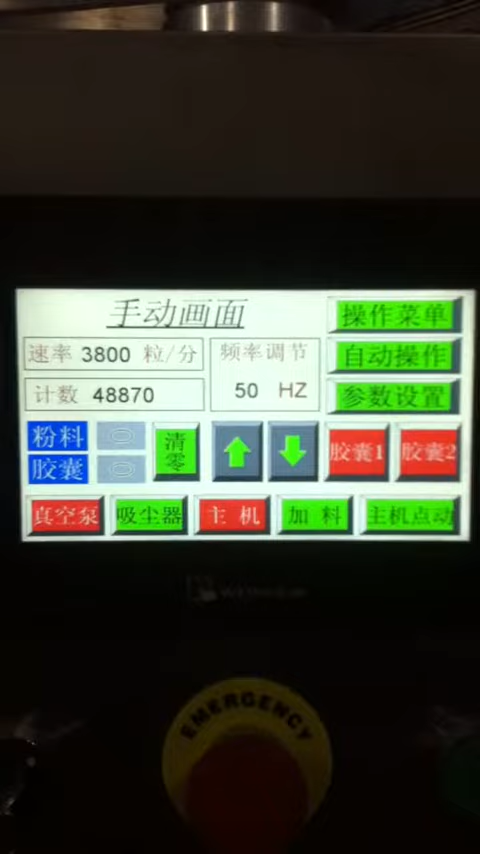 手动画面
操作菜单
速率 3800 粒/分
频率调节
自动操作
计数 48870
50 HZ
参数设置
粉料
清零
胶囊1
胶囊2
胶囊
真空泵
吸尘器
主 机
加 料
主机点动
EMERGENCY